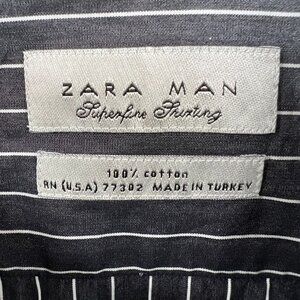 ZARA MAN
Superfine Shirting
100% cotton
RN (U.S.A) 77302 MADE IN TURKEY